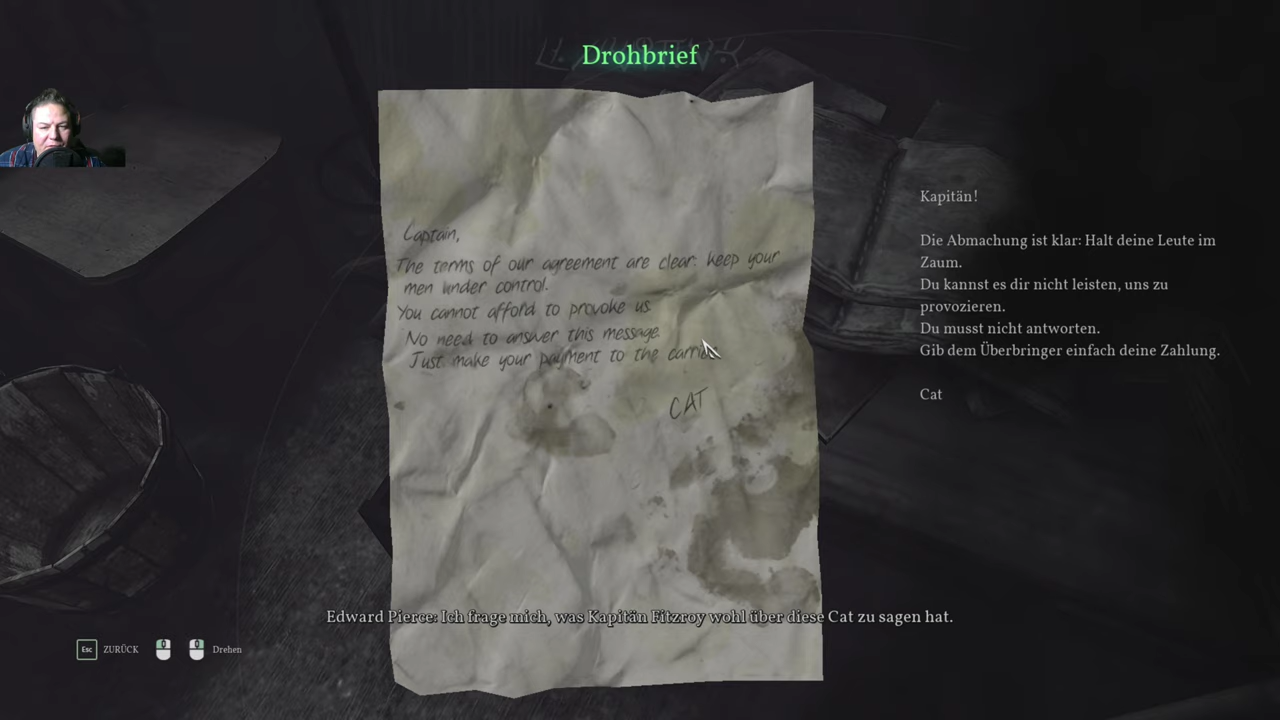 Drohbrief
Captain,
The terms of our agreement are clear: keep your
men under control.
You cannot afford to provoke us
No need to answer this message
Just make your payment to the carrier
CAT
Kapitän!
Die Abmachung ist klar: Halt deine Leute im
Zaum.
Du kannst es dir nicht leisten, uns zu
provozieren.
Du musst nicht antworten.
Gib dem Überbringer einfach deine Zahlung.
Cat
Edward Pierce: Ich frage mich, was Kapitän Fitzroy wohl über diese Cat zu sagen hat.
Esc ZURÜCK Drehen